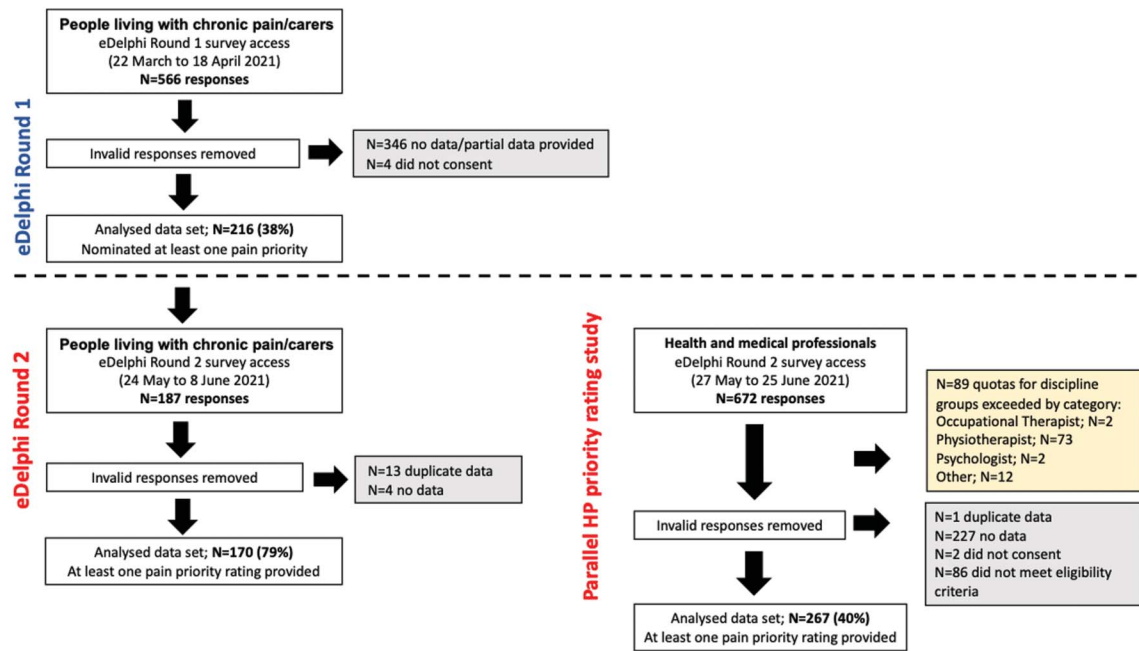 eDelphi Round 1
People living with chronic pain/carers
eDelphi Round 1 survey access
(22 March to 18 April 2021)
N=566 responses
Invalid responses removed
N=346 no data/partial data provided
N=4 did not consent
Analysed data set; N=216 (38%)
Nominated at least one pain priority
eDelphi Round 2
People living with chronic pain/carers
eDelphi Round 2 survey access
(24 May to 8 June 2021)
N=187 responses
Invalid responses removed
N=13 duplicate data
N=4 no data
Analysed data set; N=170 (79%)
At least one pain priority rating provided
Parallel HP priority rating study
Health and medical professionals
eDelphi Round 2 survey access
(27 May to 25 June 2021)
N=672 responses
N=89 quotas for discipline
groups exceeded by category:
Occupational Therapist; N=2
Physiotherapist; N=73
Psychologist; N=2
Other; N=12
Invalid responses removed
N=1 duplicate data
N=227 no data
N=2 did not consent
N=86 did not meet eligibility
criteria
Analysed data set; N=267 (40%)
At least one pain priority rating provided